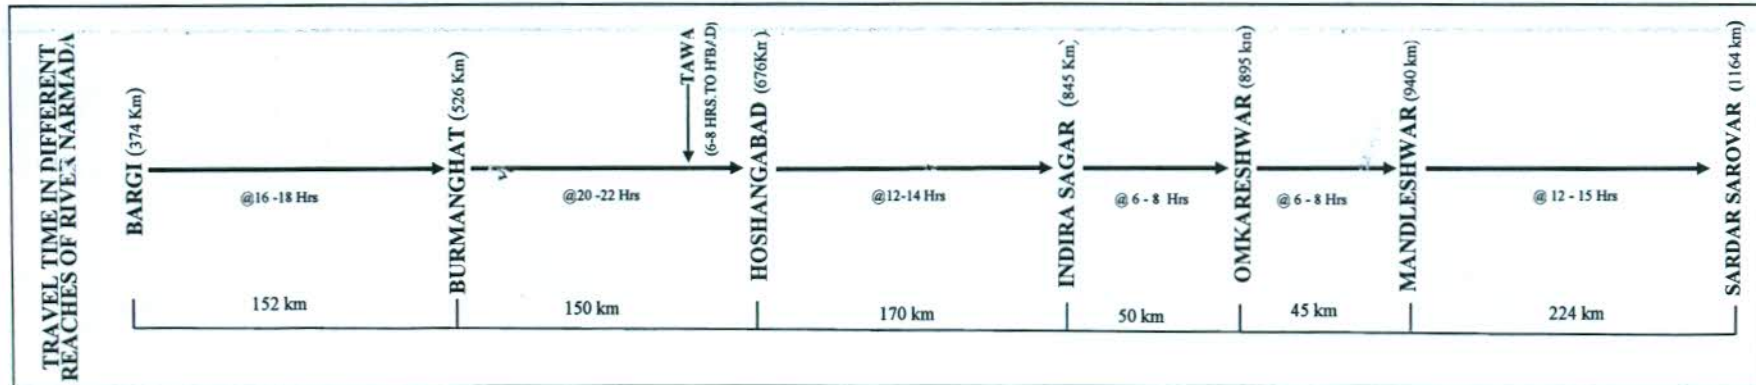 TRAVEL TIME IN DIFFERENT
REACHES OF RIVER NARMADA
BARGI (374 Km)
@16 -18 Hrs
BURMANGHAT (526 Km)
@20 -22 Hrs
TAWA
(6-8 HRS.TO H'BAD)
HOSHANGABAD (676Km)
@12-14 Hrs
INDIRA SAGAR (845 Km)
@ 6 - 8 Hrs
OMKARESHWAR (895 km)
@ 6 - 8 Hrs
MANDLESHWAR (940 km)
@ 12 - 15 Hrs
SARDAR SAROVAR (1164 km)
152 km
150 km
170 km
50 km
45 km
224 km